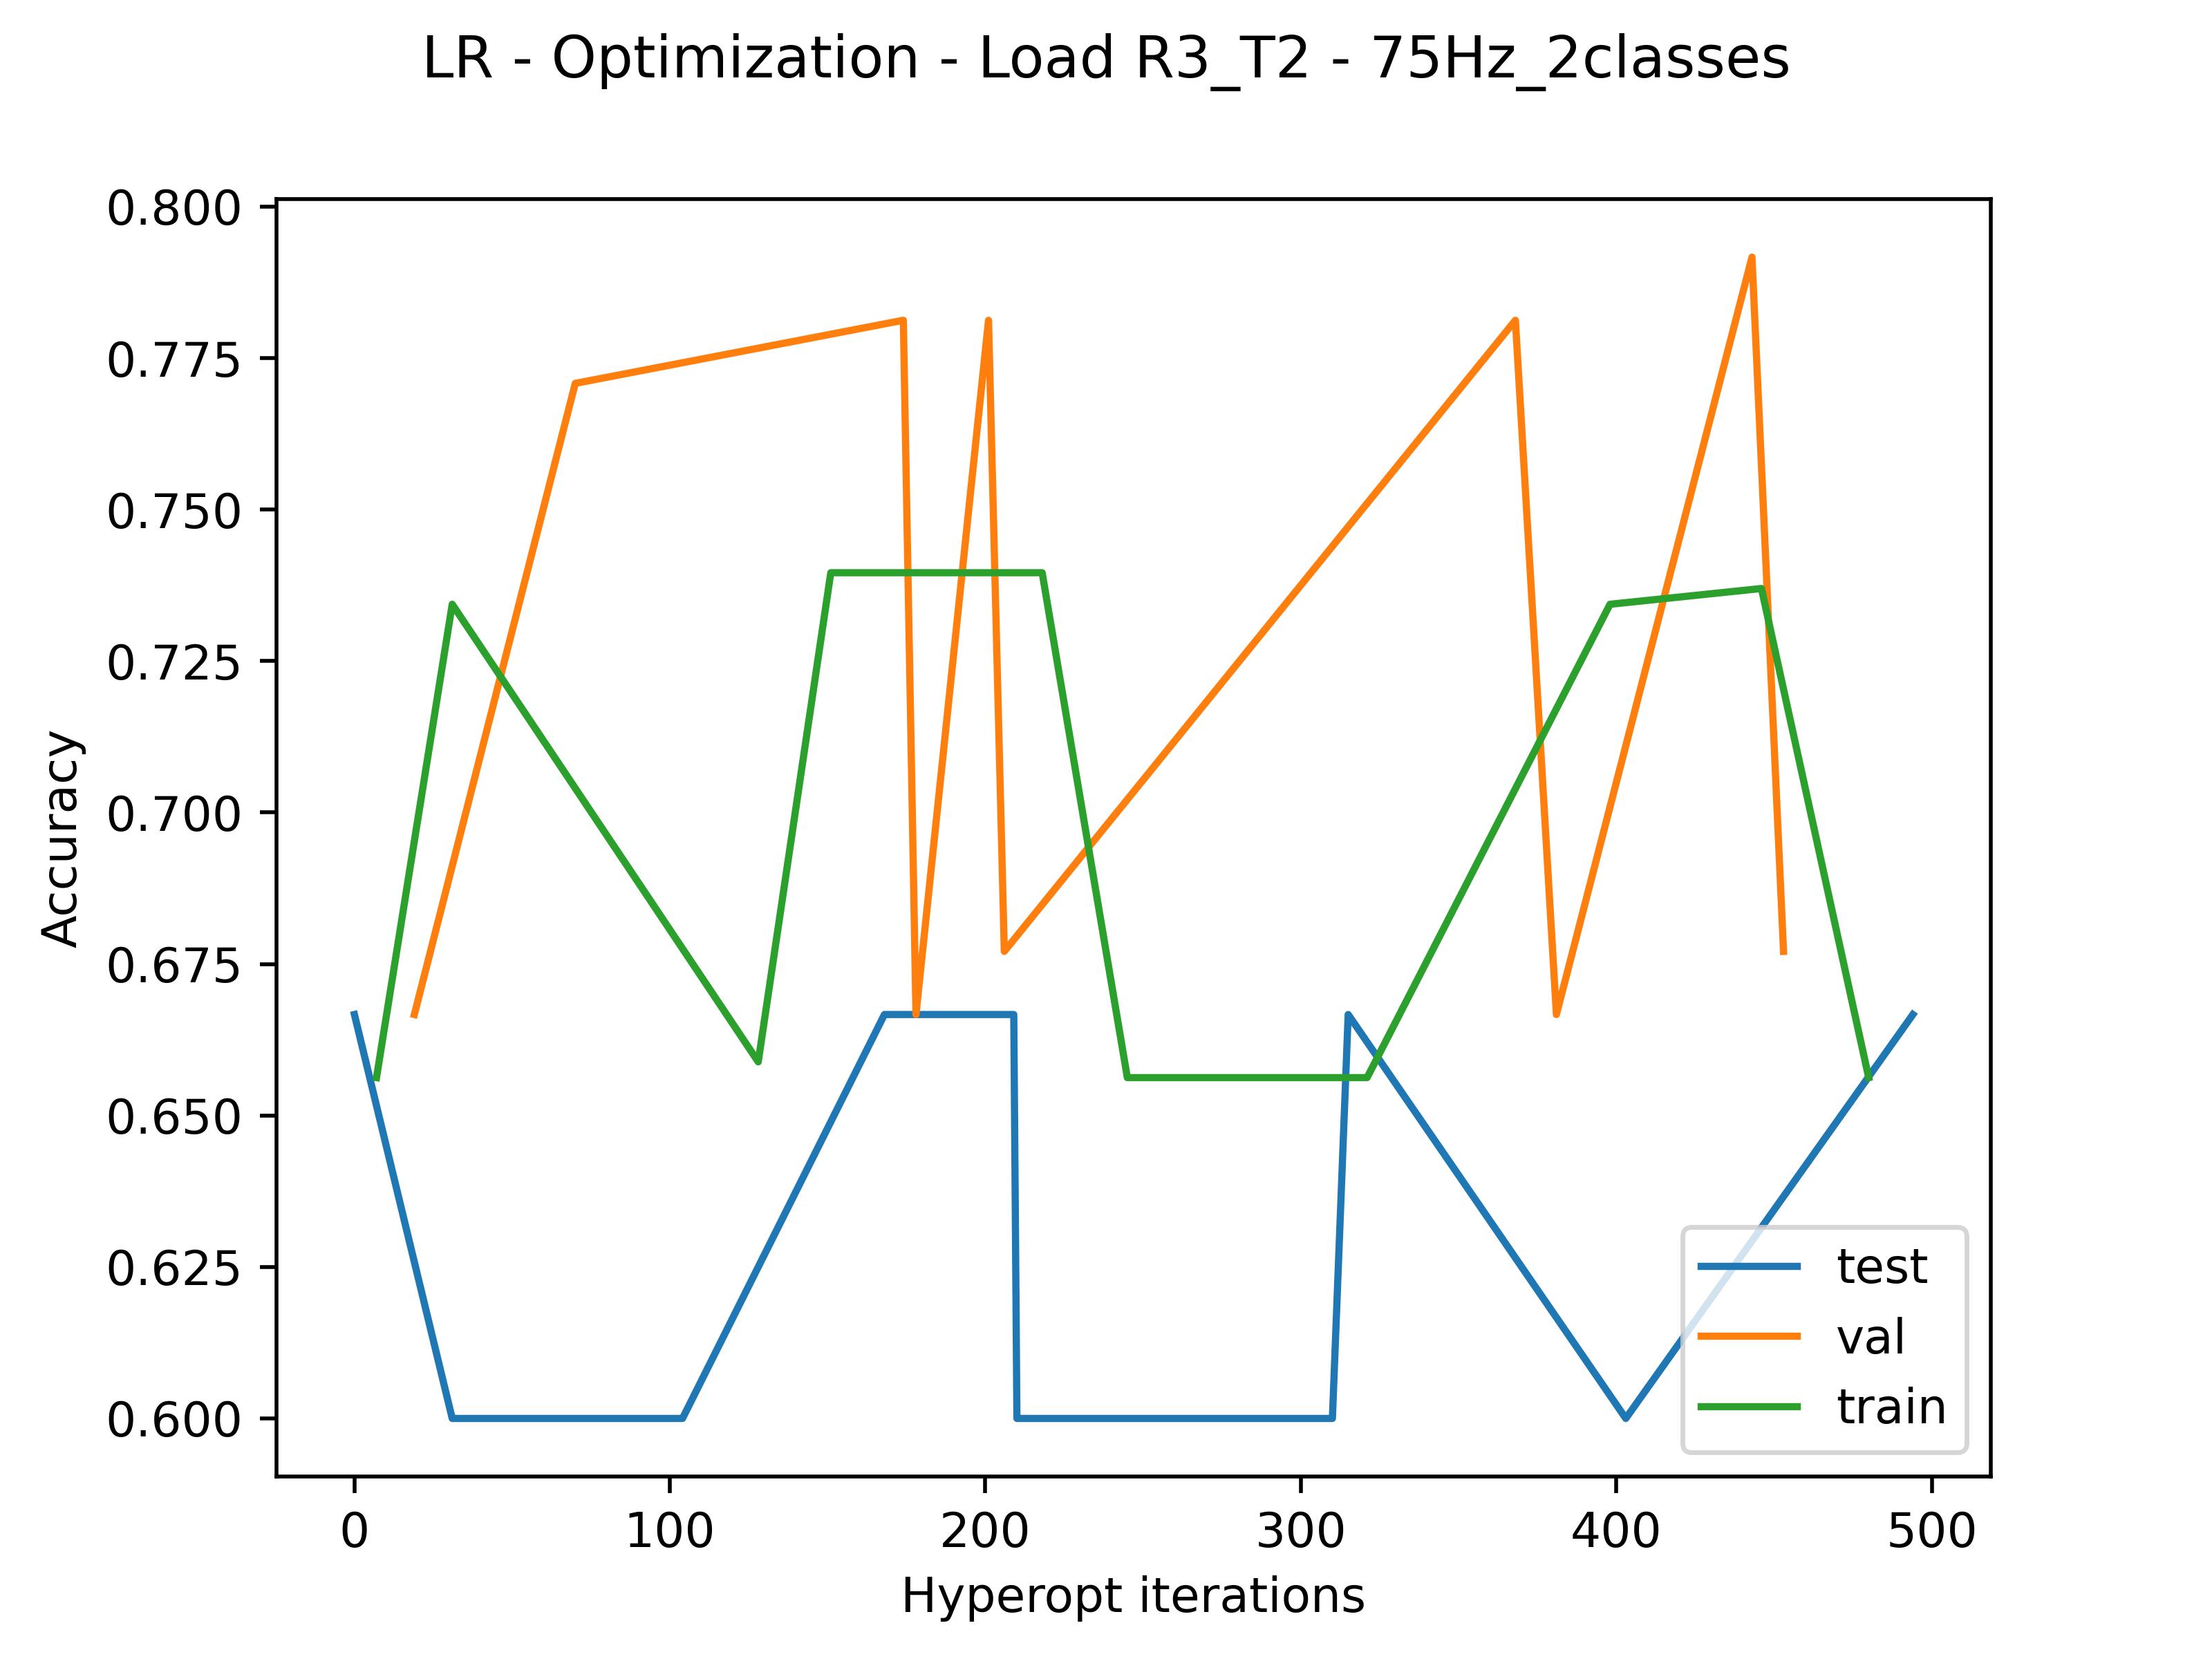 LR - Optimization - Load R3_T2 - 75Hz_2classes
0.800
0.775
0.750
0.725
0.700
0.675
0.650
0.625
0.600
Accuracy
test
val
train
0 100 200 300 400 500
Hyperopt iterations